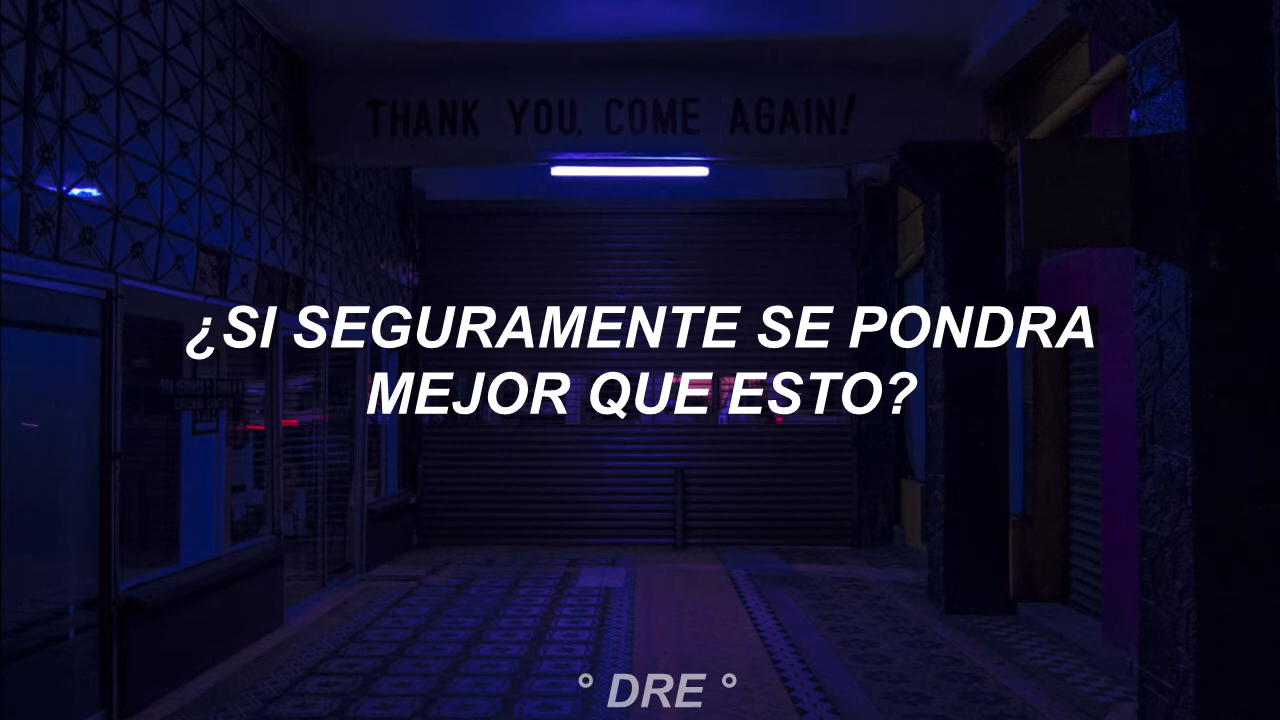 THANK YOU, COME AGAIN!
¿SI SEGURAMENTE SE PONDRA
MEJOR QUE ESTO?
° DRE °